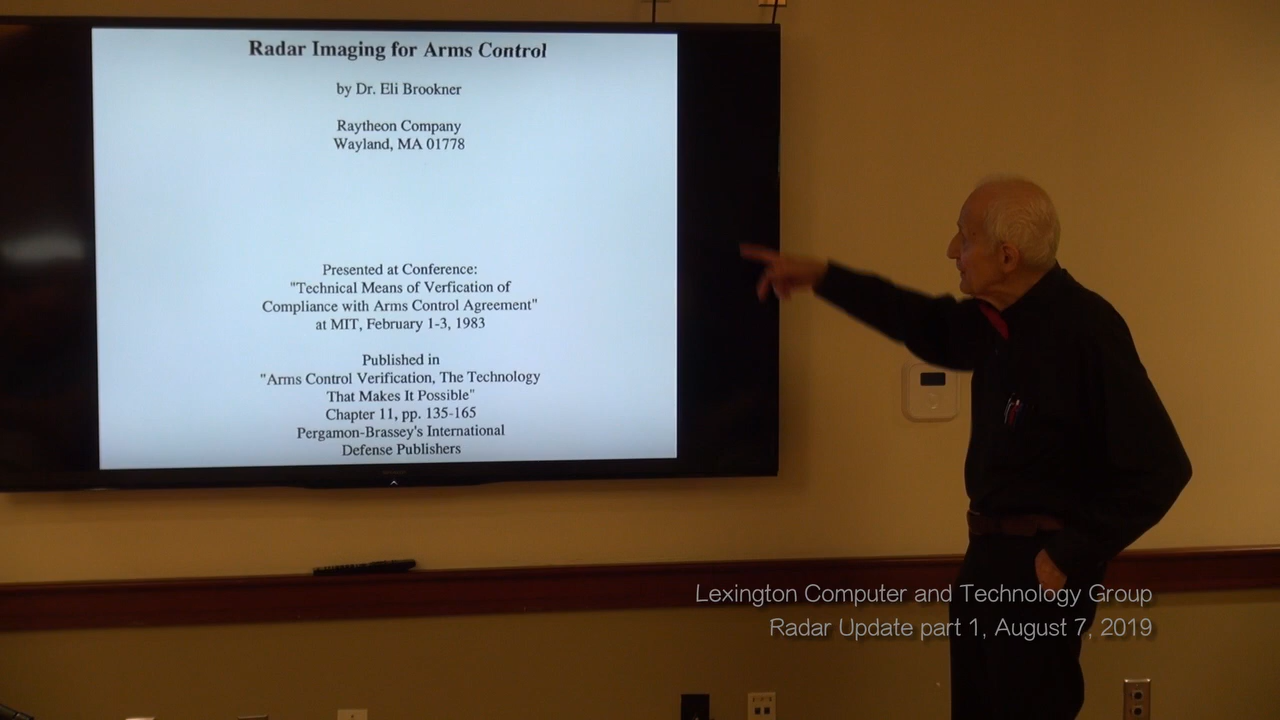 Radar Imaging for Arms Control
by Dr. Eli Brookner
Raytheon Company
Wayland, MA 01778
Presented at Conference:
"Technical Means of Verfication of
Compliance with Arms Control Agreement"
at MIT, February 1-3, 1983
Published in
"Arms Control Verification, The Technology
That Makes It Possible"
Chapter 11, pp. 135-165
Pergamon-Brassey's International
Defense Publishers
Lexington Computer and Technology Group
Radar Update part 1, August 7, 2019